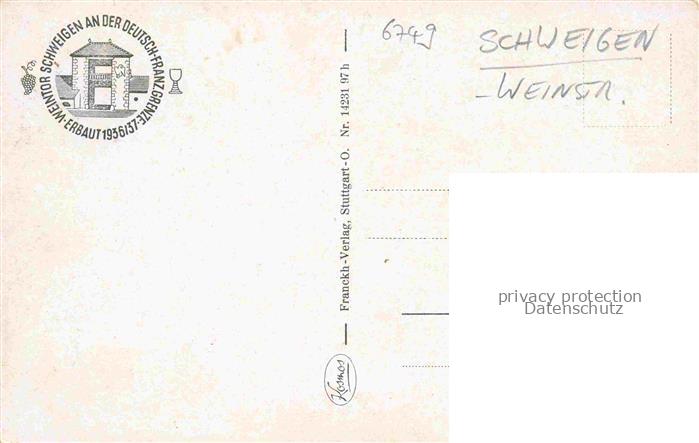 WEINTOR SCHWEIGEN AN DER DEUTSCH-FRANZ.GRENZE·
ERBAUT 1936/37·
Franckh-Verlag, Stuttgart-O. Nr. 14231 97 h
Kosmos
6749
SCHWEIGEN
-WEINSTR.
privacy protection
Datenschutz